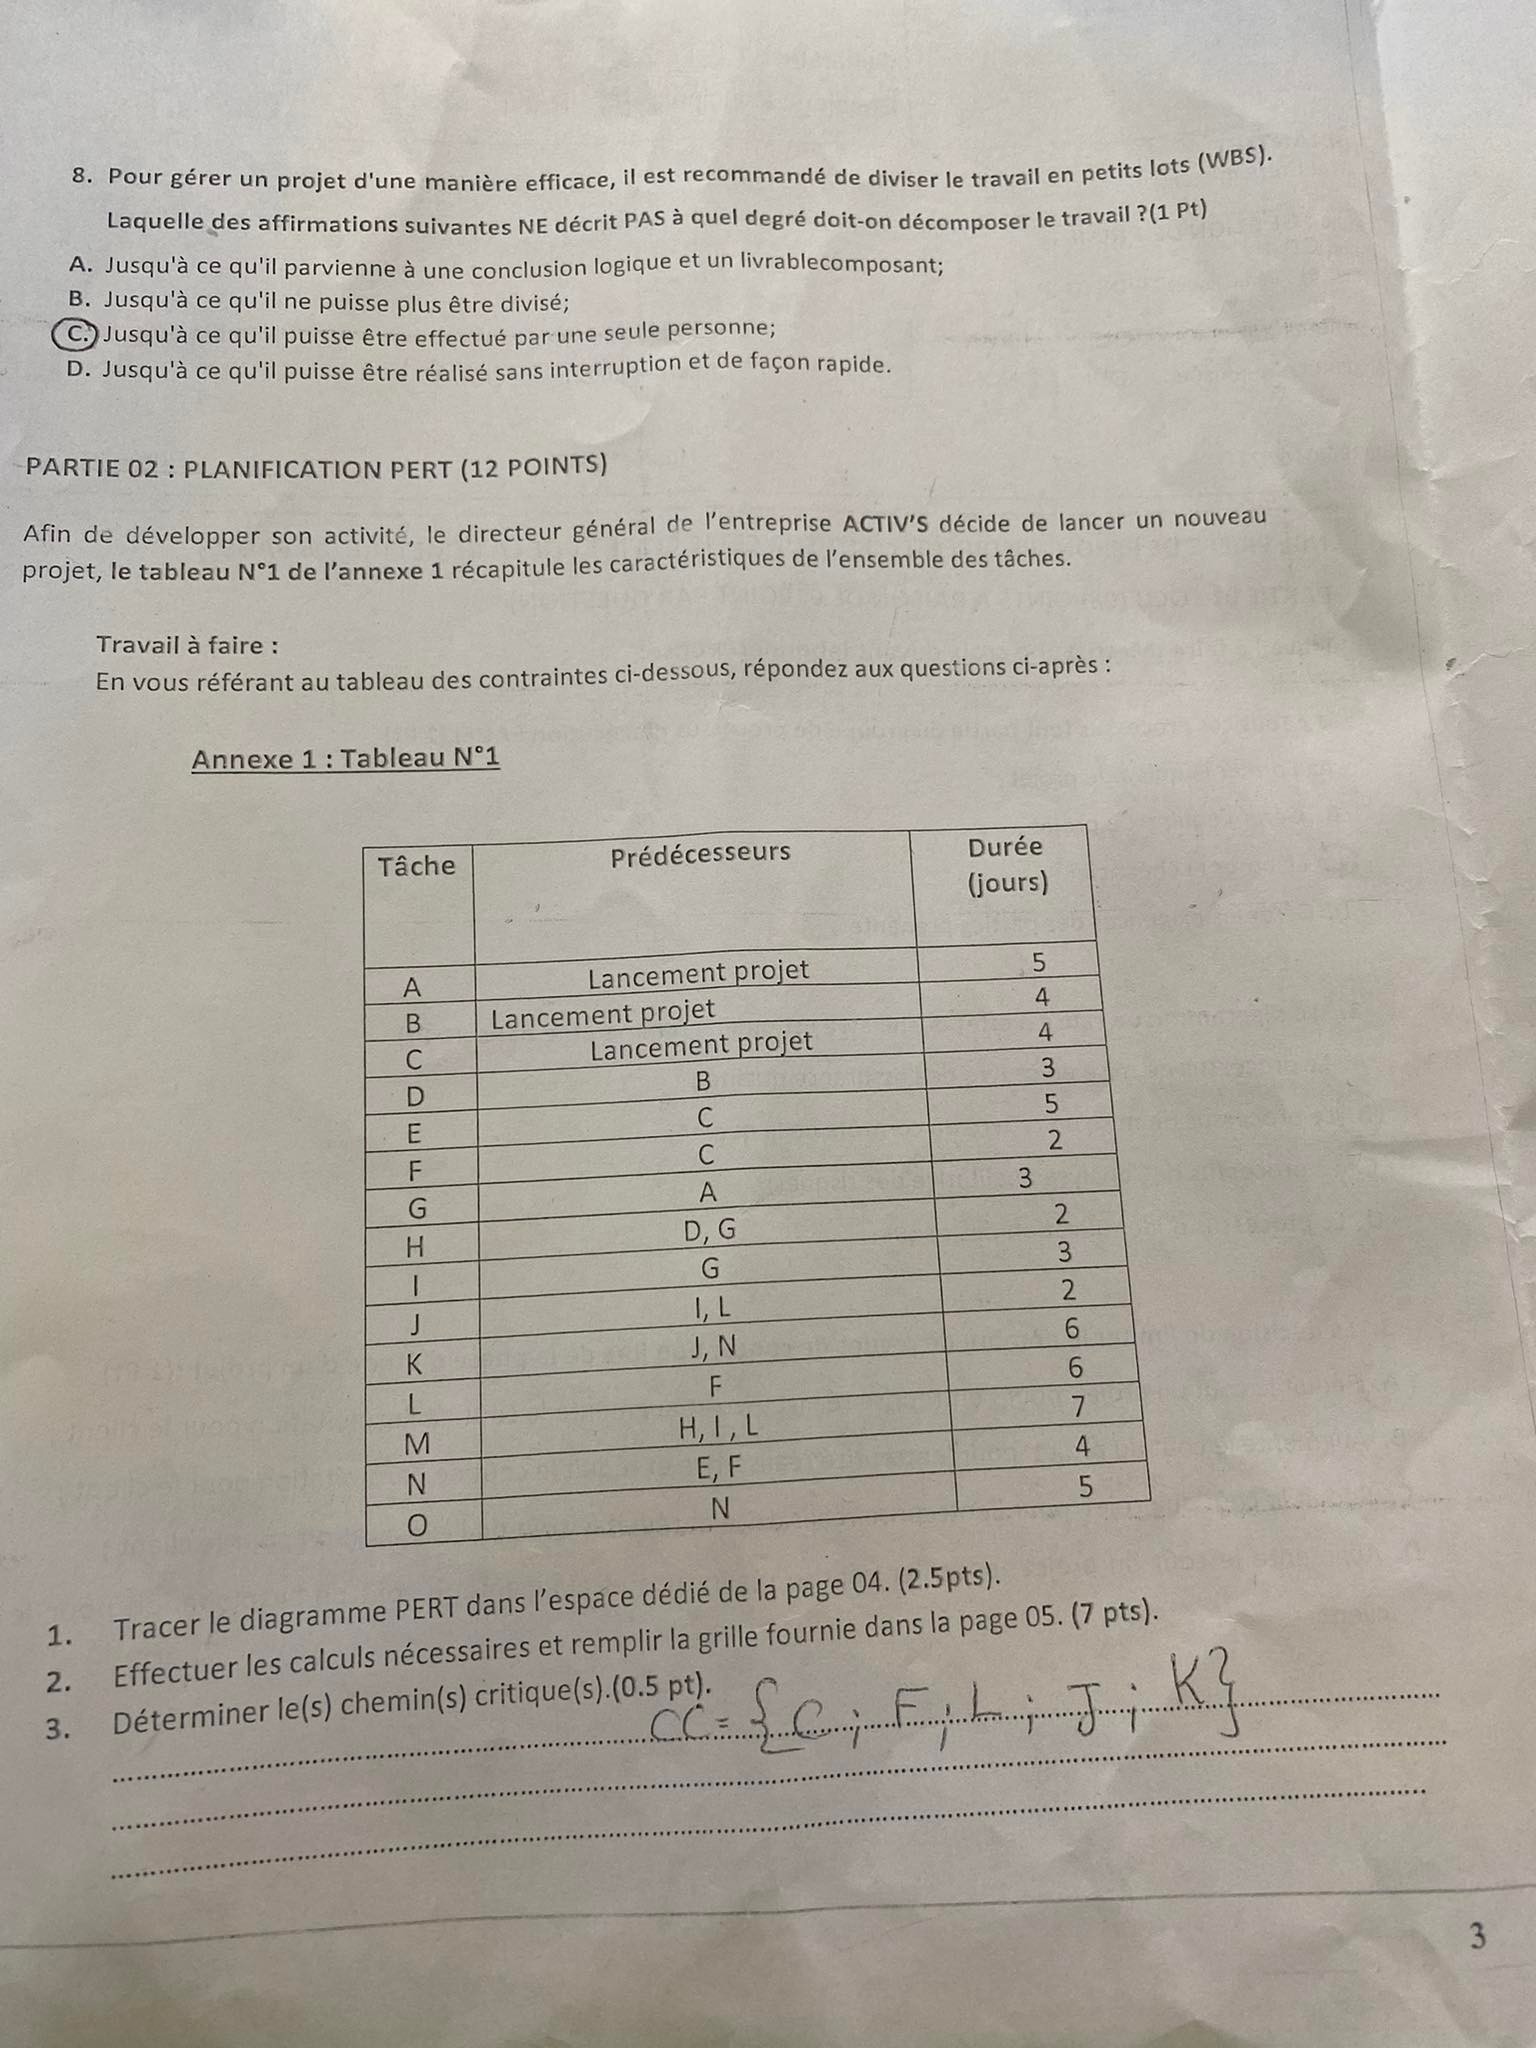 8. Pour gérer un projet d'une manière efficace, il est recommandé de diviser le travail en petits lots (WBS).
Laquelle des affirmations suivantes NE décrit PAS à quel degré doit-on décomposer le travail ?(1 Pt)
A. Jusqu'à ce qu'il parvienne à une conclusion logique et un livrablecomposant;
B. Jusqu'à ce qu'il ne puisse plus être divisé;
C. Jusqu'à ce qu'il puisse être effectué par une seule personne;
D. Jusqu'à ce qu'il puisse être réalisé sans interruption et de façon rapide.
PARTIE 02 : PLANIFICATION PERT (12 POINTS)
Afin de développer son activité, le directeur général de l'entreprise ACTIV'S décide de lancer un nouveau
projet, le tableau N°1 de l'annexe 1 récapitule les caractéristiques de l'ensemble des tâches.
Travail à faire :
En vous référant au tableau des contraintes ci-dessous, répondez aux questions ci-après :
Annexe 1 : Tableau N°1
Tâche Prédécesseurs Durée
(jours)
A Lancement projet 5
B Lancement projet 4
C Lancement projet 4
D B 3
E C 5
F C 2
G A 3
H D, G 2
I G 3
J I, L 2
K J, N 6
L F 6
M H, I , L 7
N E, F 4
O N 5
1. Tracer le diagramme PERT dans l'espace dédié de la page 04. (2.5pts).
2. Effectuer les calculs nécessaires et remplir la grille fournie dans la page 05. (7 pts).
3. Déterminer le(s) chemin(s) critique(s).(0.5 pt).
CC = {C ; F ; L ; J ; K}
3